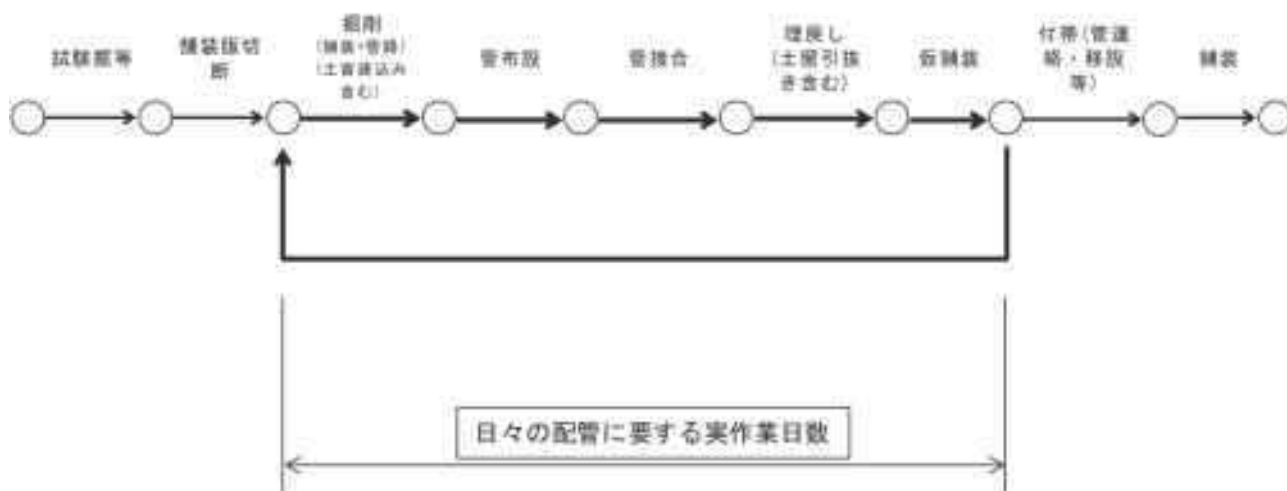 試験掘等
舗装版切
断
掘削
(舗装・管路)
(土留建込み
含む)
管布設
管接合
埋戻し
(土留引抜
き含む)
仮舗装
付帯(管連
絡・移設
等)
舗装
日々の配管に要する実作業日数